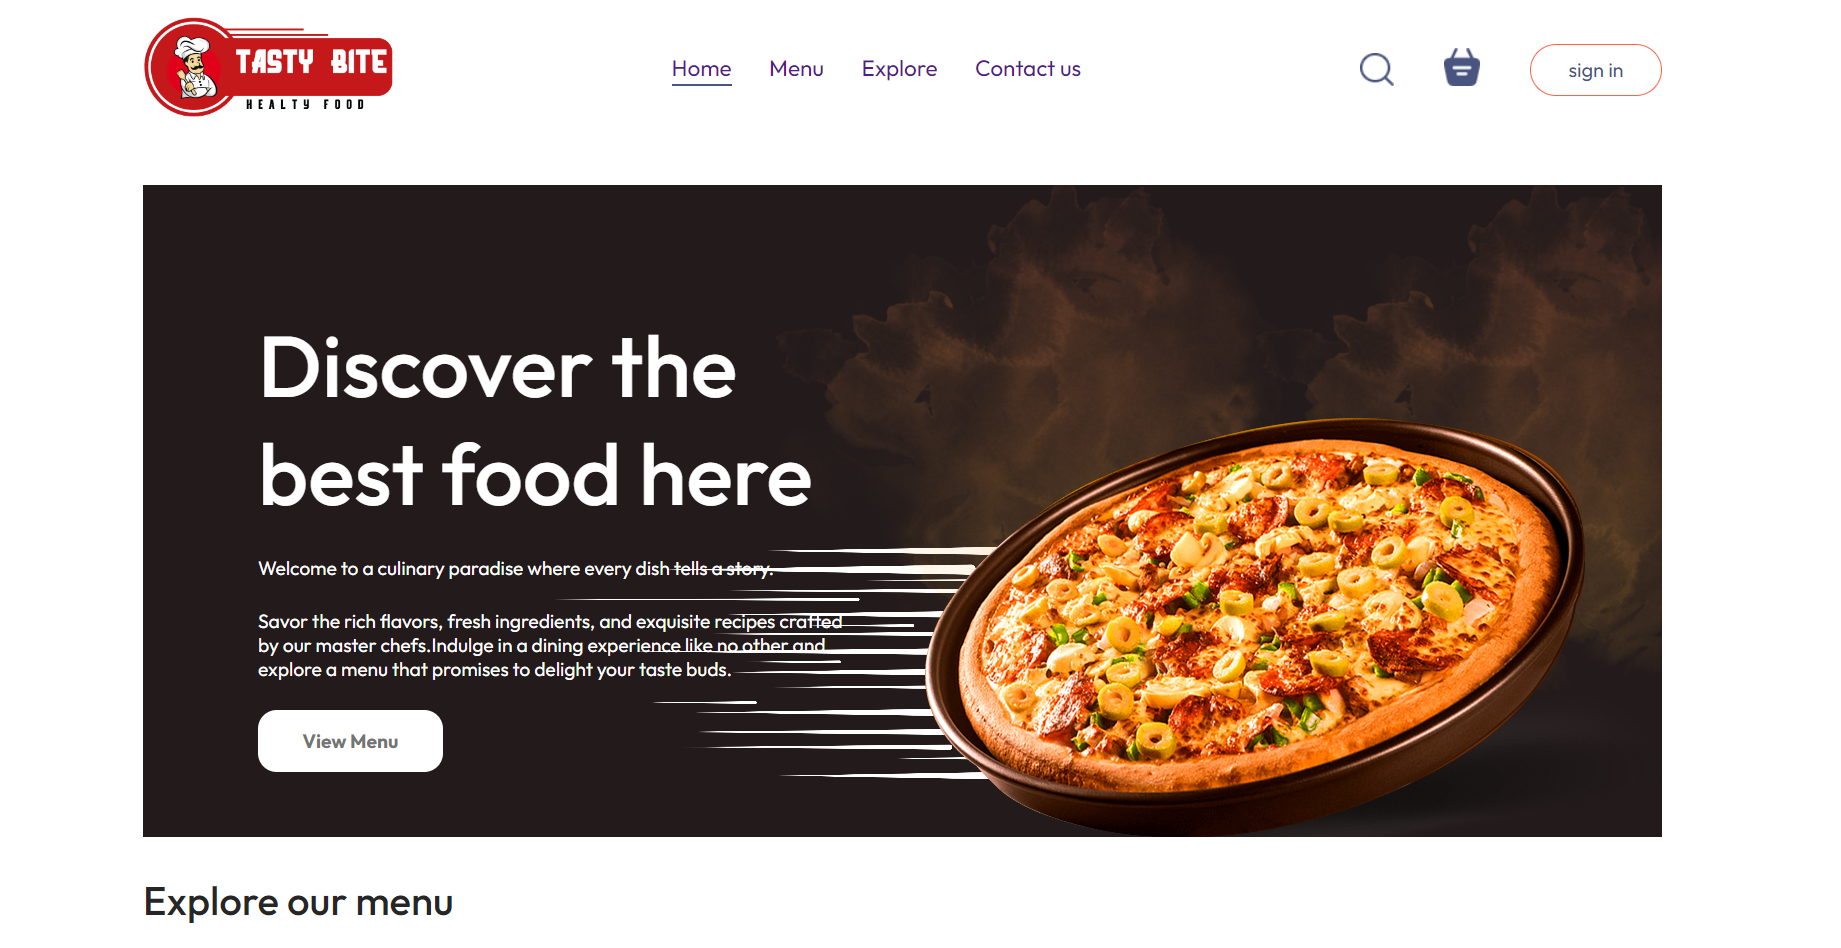 TASTY BITE
HEALTY FOOD
Home
Menu
Explore
Contact us
sign in
Discover the
best food here
Welcome to a culinary paradise where every dish tells a story.
Savor the rich flavors, fresh ingredients, and exquisite recipes crafted
by our master chefs.Indulge in a dining experience like no other and
explore a menu that promises to delight your taste buds.
View Menu
Explore our menu